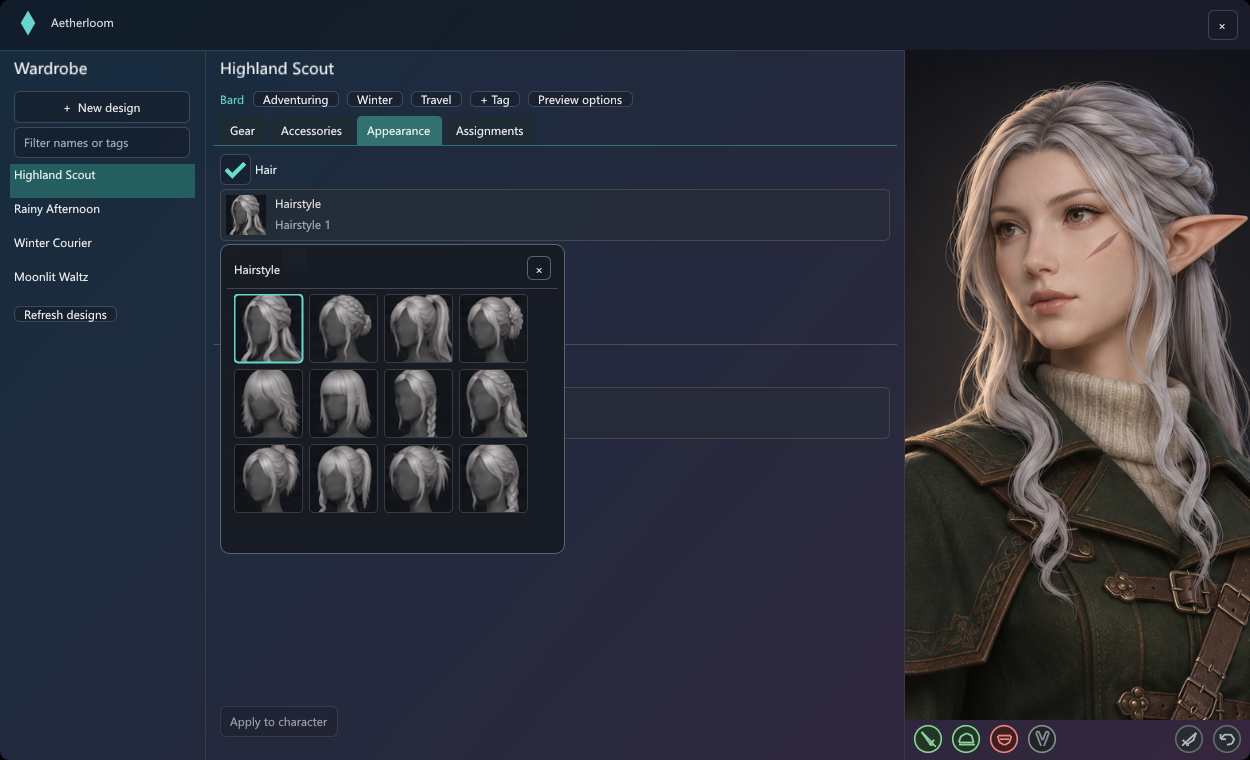 Aetherloom
×
Wardrobe
+ New design
Filter names or tags
Highland Scout
Rainy Afternoon
Winter Courier
Moonlit Waltz
Refresh designs
Highland Scout
Bard Adventuring Winter Travel + Tag Preview options
Gear Accessories Appearance Assignments
Hair
Hairstyle
Hairstyle 1
Hairstyle ×
Apply to character